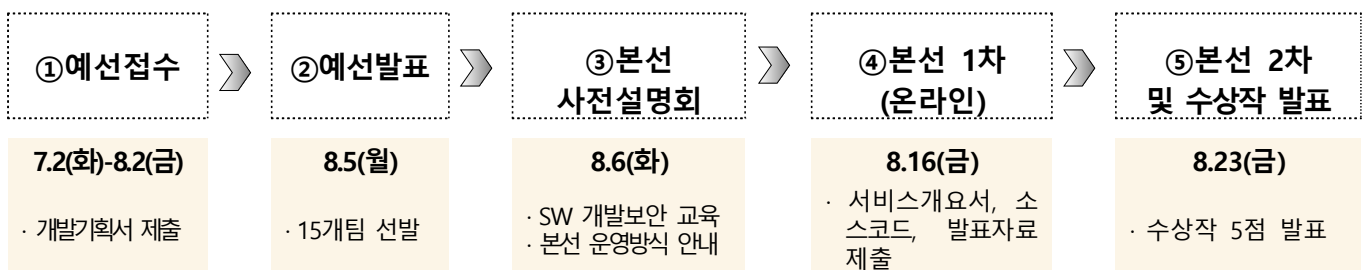 ①예선접수
②예선발표
③본선
사전설명회
④본선 1차
(온라인)
⑤본선 2차
및 수상작 발표
7.2(화)-8.2(금)
· 개발기획서 제출
8.5(월)
· 15개팀 선발
8.6(화)
· SW 개발보안 교육
· 본선 운영방식 안내
8.16(금)
· 서비스개요서, 소
스코드, 발표자료
제출
8.23(금)
· 수상작 5점 발표